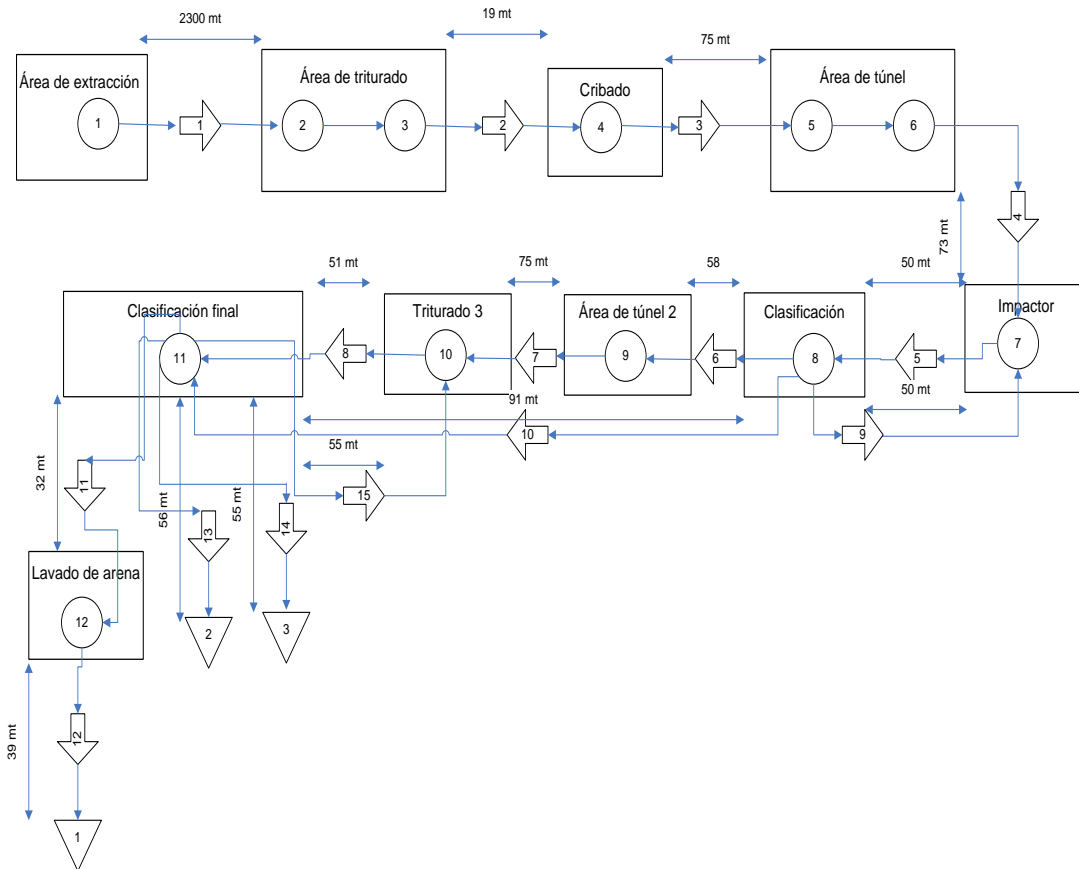 2300 mt
19 mt
75 mt
Área de extracción
Área de triturado
Cribado
Área de túnel
1
1
2
3
2
4
3
5
6
4
73 mt
51 mt
75 mt
58
50 mt
Clasificación final
Triturado 3
Área de túnel 2
Clasificación
Impactor
11
8
10
7
9
6
8
5
7
91 mt
50 mt
10
9
55 mt
15
32 mt
11
56 mt
55 mt
13
14
Lavado de arena
12
2
3
39 mt
12
1